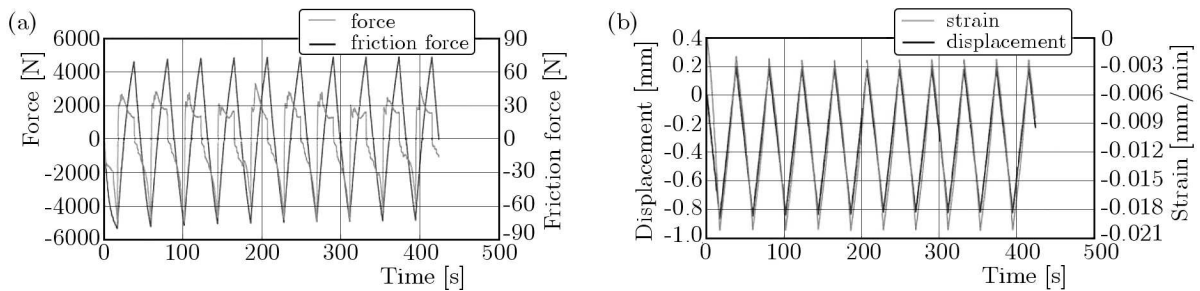 (a)
force
friction force
6000
4000
2000
0
-2000
-4000
-6000
Force [N]
90
60
30
0
-30
-60
-90
Friction force [N]
0 100 200 300 400 500
Time [s]
(b)
strain
displacement
0.4
0.2
0
-0.2
-0.4
-0.6
-0.8
-1.0
Displacement [mm]
0
-0.003
-0.006
-0.009
-0.012
-0.015
-0.018
-0.021
Strain [mm/min]
0 100 200 300 400 500
Time [s]